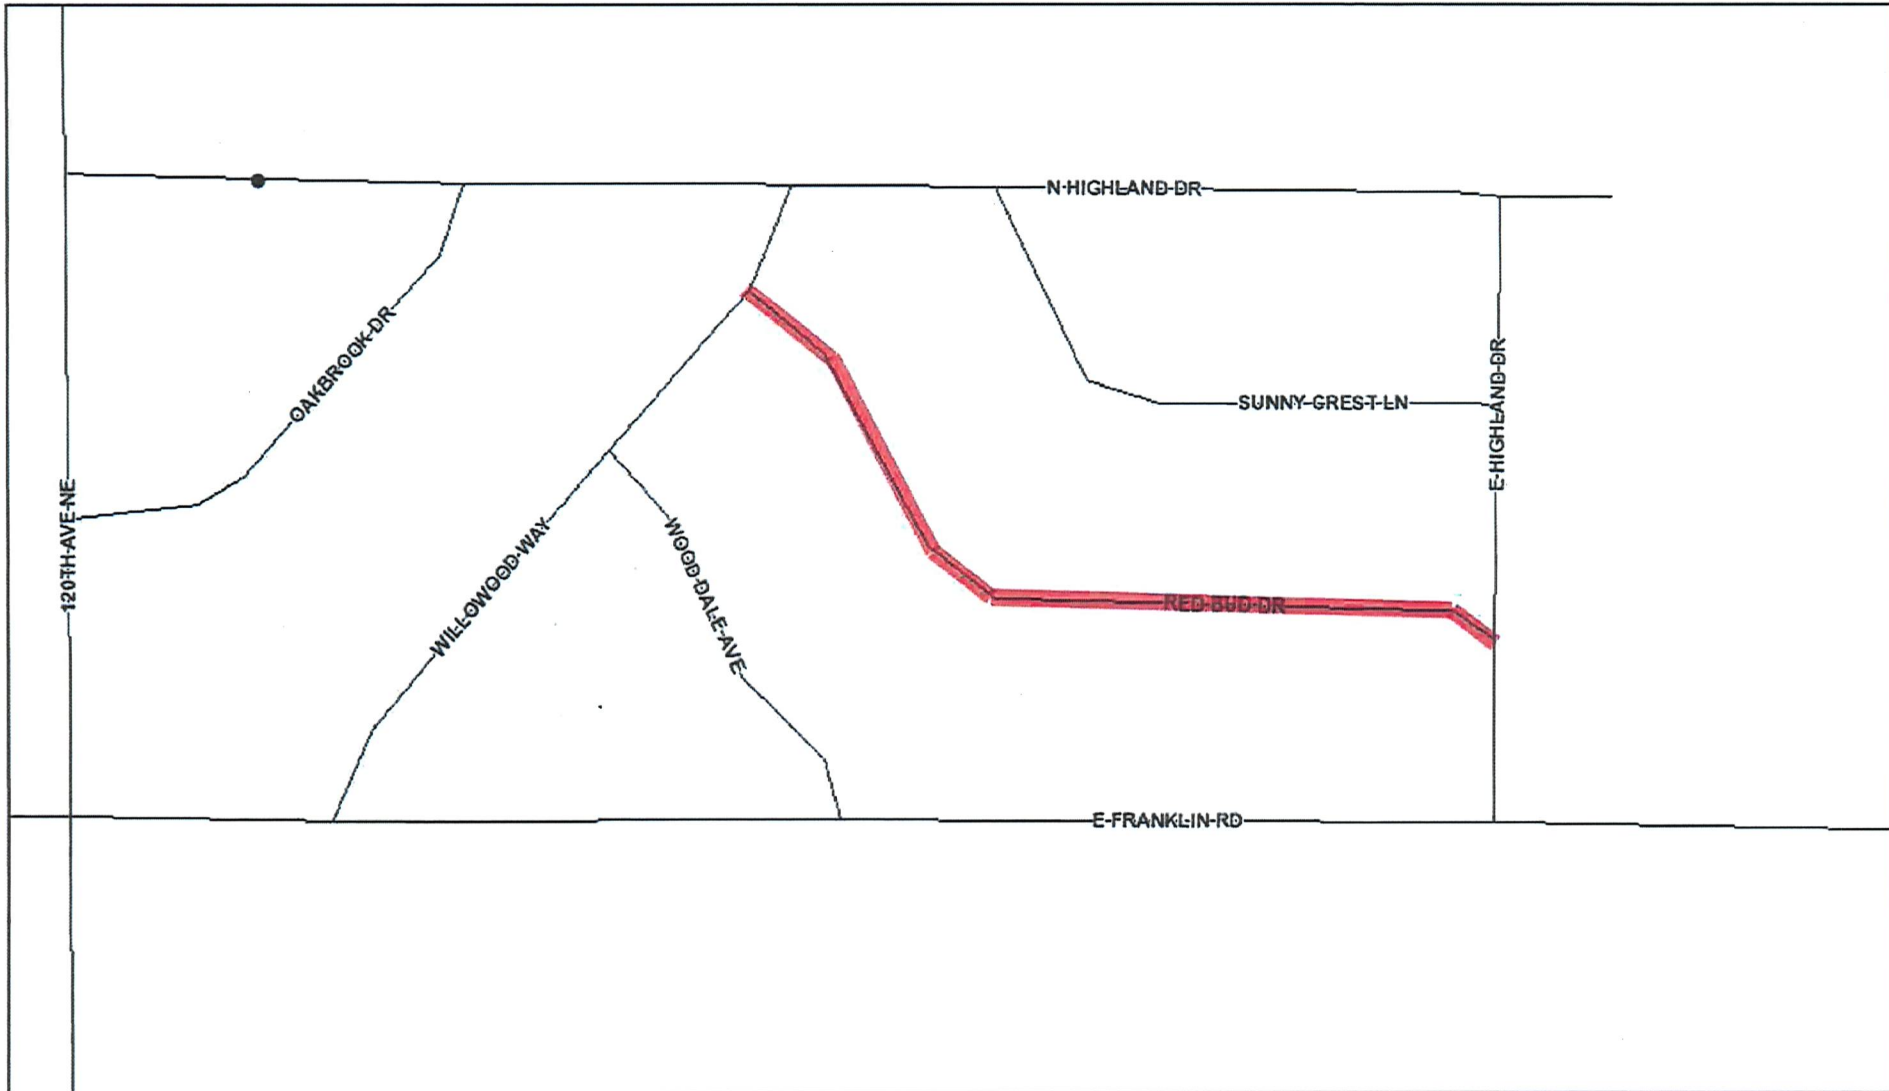 N HIGHLAND DR
OAKBROOK DR
E HIGHLAND DR
SUNNY CREST LN
120TH AVE NE
WILLOWOOD WAY
WOOD DALE AVE
RED BUD DR
E FRANKLIN RD